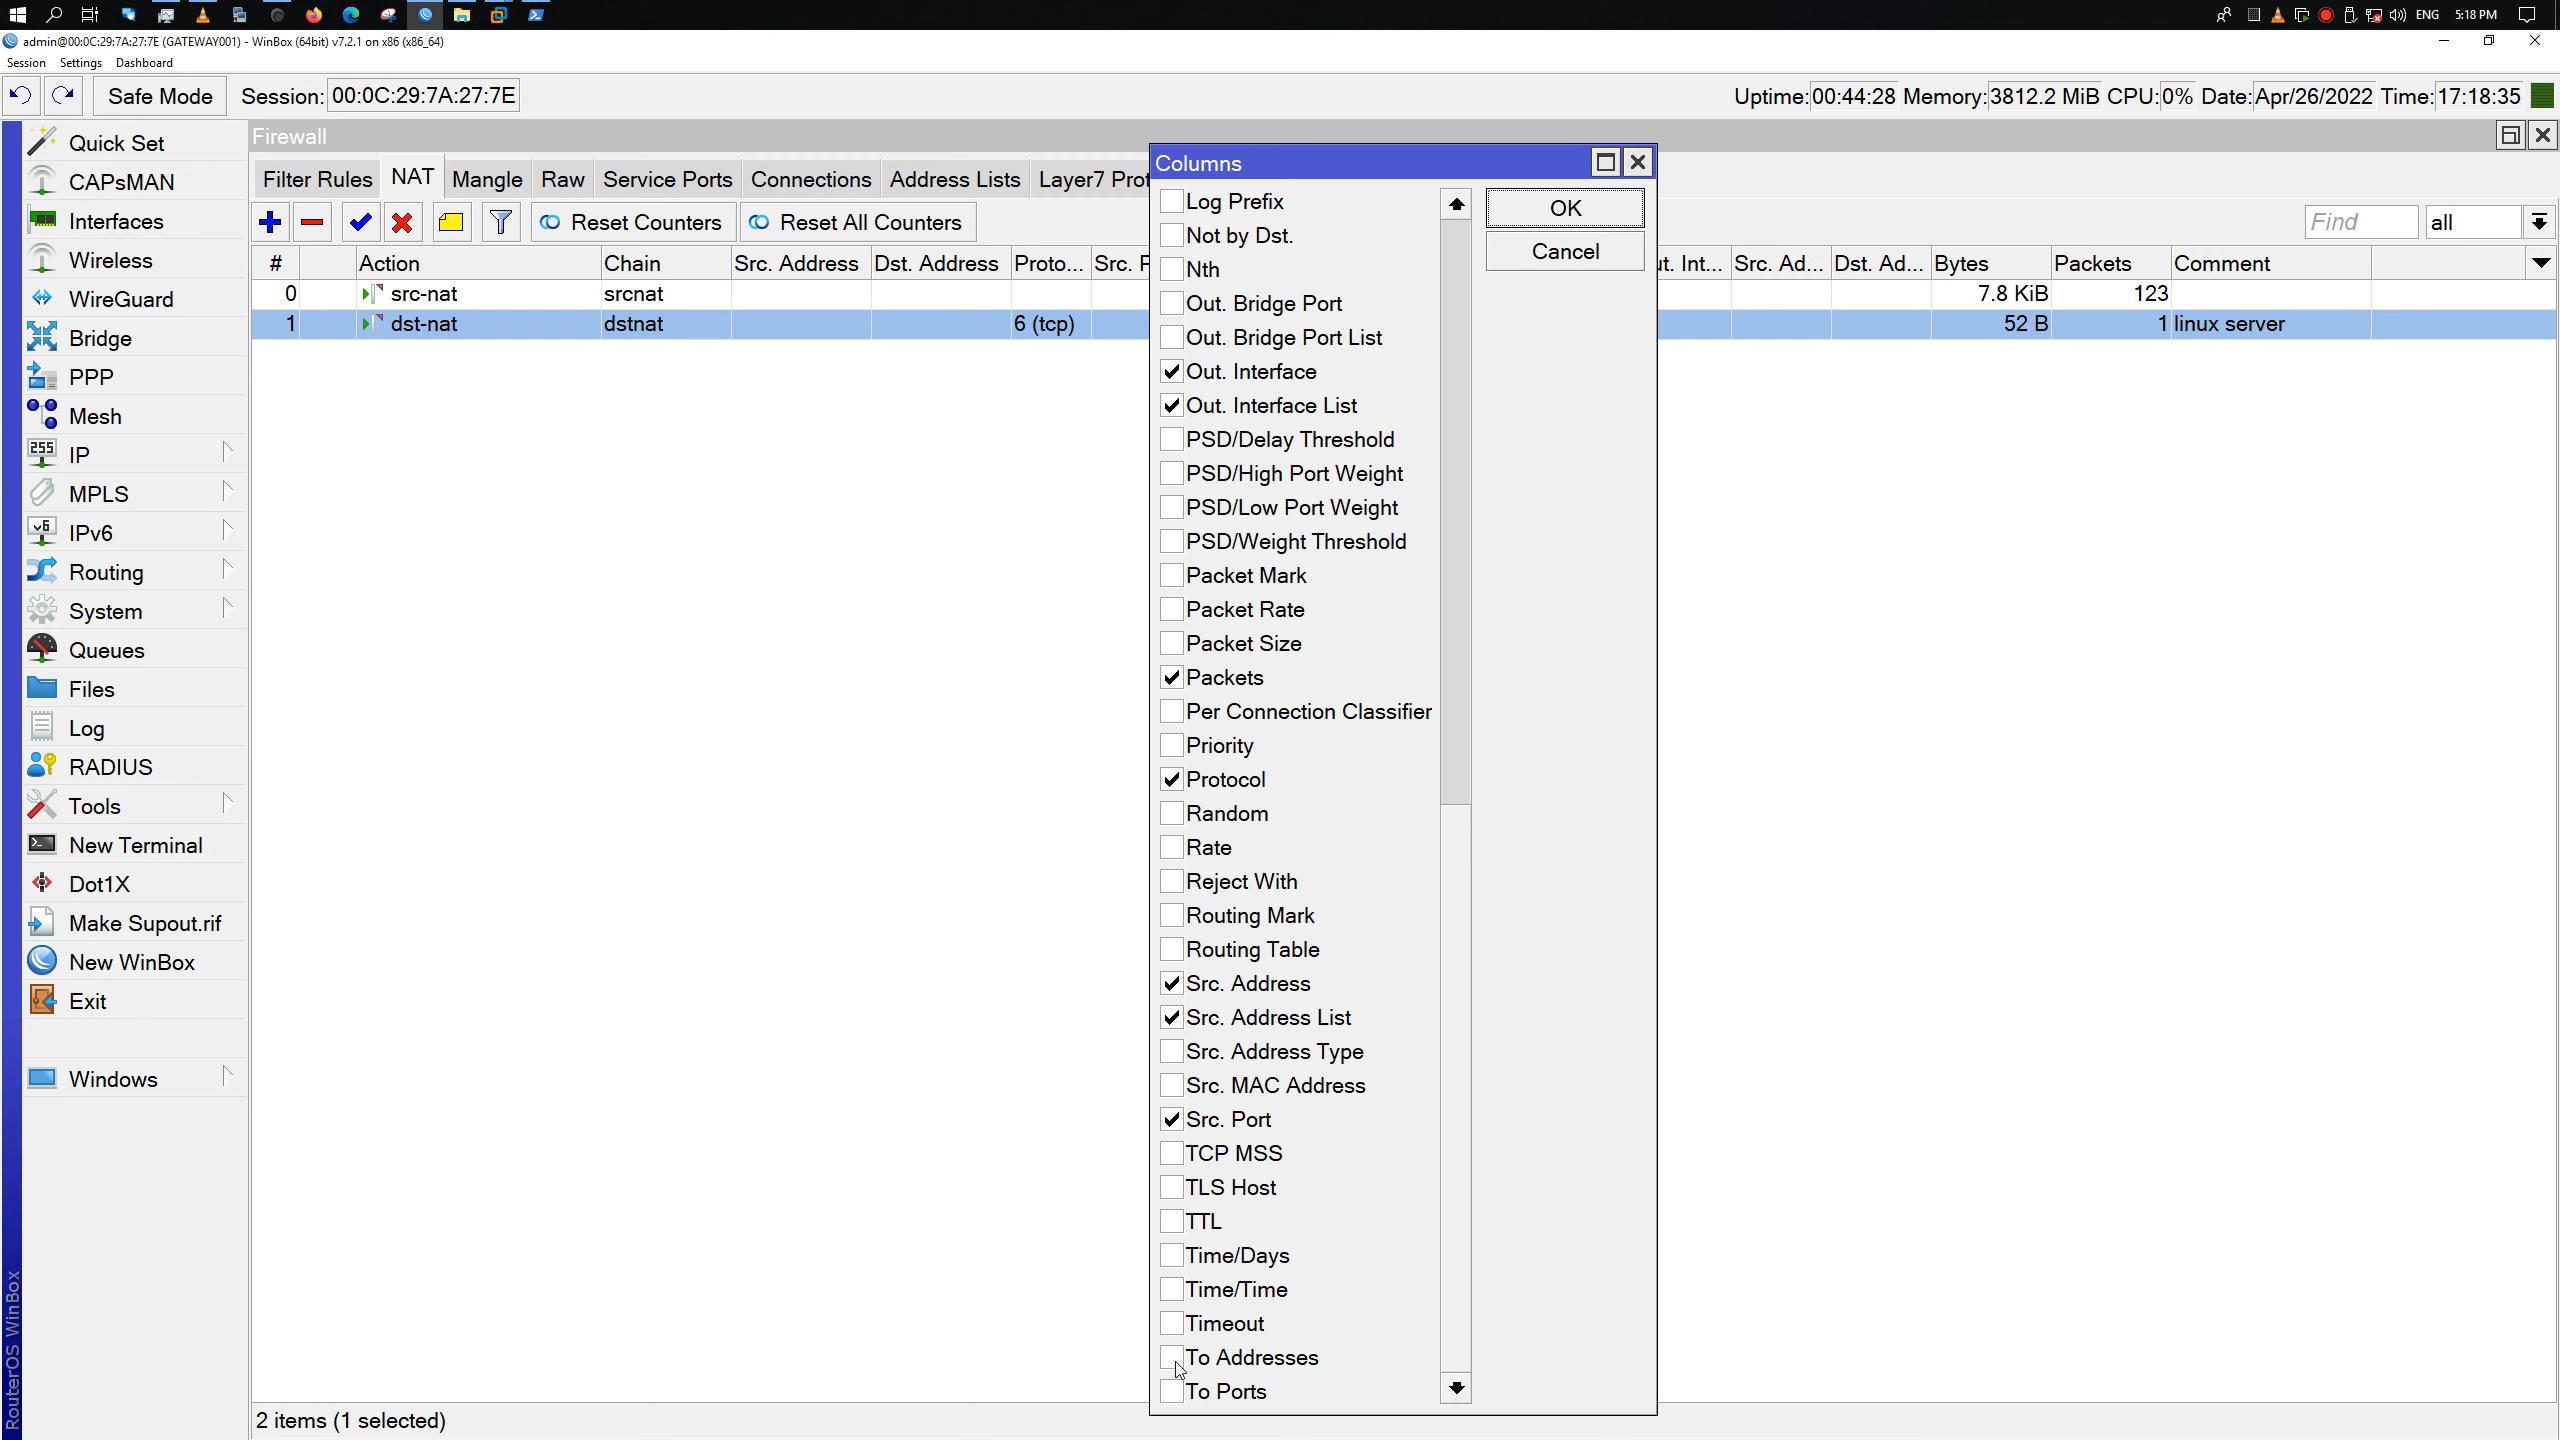 ENG 5:18 PM
admin@00:0C:29:7A:27:7E (GATEWAY001) - WinBox (64bit) v7.2.1 on x86 (x86_64)
Session Settings Dashboard
Safe Mode Session: 00:0C:29:7A:27:7E Uptime: 00:44:28 Memory: 3812.2 MiB CPU: 0% Date: Apr/26/2022 Time: 17:18:35
Quick Set
CAPsMAN
Interfaces
Wireless
WireGuard
Bridge
PPP
Mesh
255 IP
MPLS
v6 IPv6
Routing
System
Queues
Files
Log
RADIUS
Tools
New Terminal
Dot1X
Make Supout.rif
New WinBox
Exit
Windows
RouterOS WinBox
Firewall
Filter Rules NAT Mangle Raw Service Ports Connections Address Lists Layer7 Prot
Reset Counters Reset All Counters Find all
# Action Chain Src. Address Dst. Address Proto... Src. P ut. Int... Src. Ad... Dst. Ad... Bytes Packets Comment
0 src-nat srcnat 7.8 KiB 123
1 dst-nat dstnat 6 (tcp) 52 B 1 linux server
2 items (1 selected)
Columns
OK
Cancel
Log Prefix
Not by Dst.
Nth
Out. Bridge Port
Out. Bridge Port List
Out. Interface
Out. Interface List
PSD/Delay Threshold
PSD/High Port Weight
PSD/Low Port Weight
PSD/Weight Threshold
Packet Mark
Packet Rate
Packet Size
Packets
Per Connection Classifier
Priority
Protocol
Random
Rate
Reject With
Routing Mark
Routing Table
Src. Address
Src. Address List
Src. Address Type
Src. MAC Address
Src. Port
TCP MSS
TLS Host
TTL
Time/Days
Time/Time
Timeout
To Addresses
To Ports